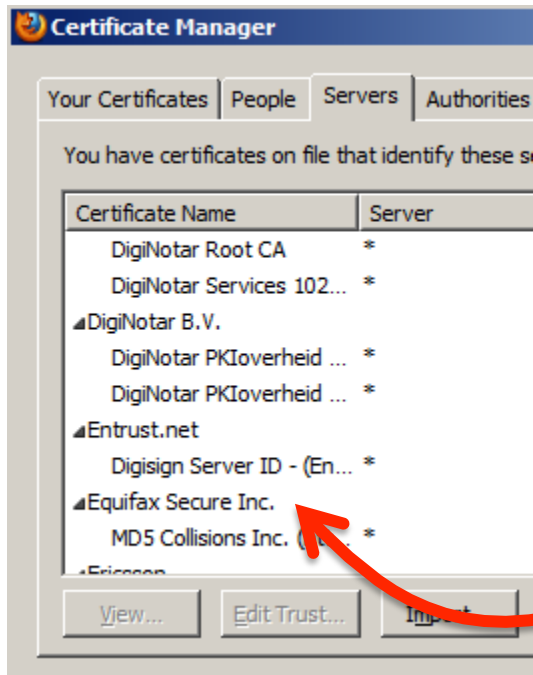 Certificate Manager
Your Certificates People Servers Authorities
You have certificates on file that identify these
Certificate Name Server
DigiNotar Root CA *
DigiNotar Services 102... *
DigiNotar B.V.
DigiNotar PKIoverheid ... *
DigiNotar PKIoverheid ... *
Entrust.net
Digisign Server ID - (En... *
Equifax Secure Inc.
MD5 Collisions Inc. ( *
Ericsson
View... Edit Trust... Import...